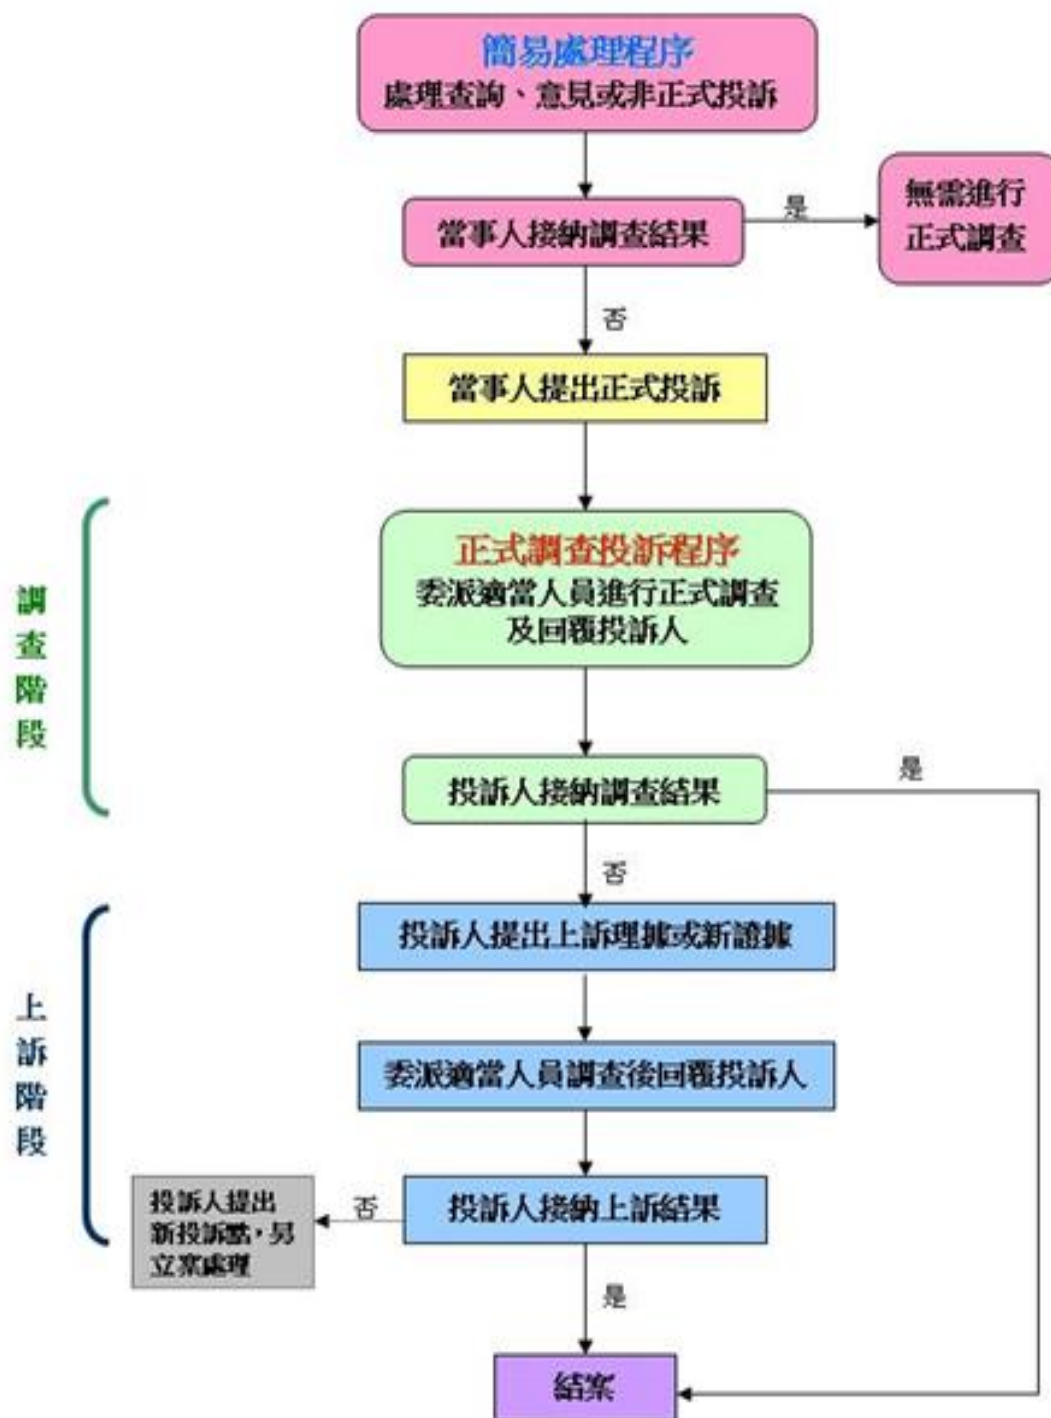 簡易處理程序
處理查詢、意見或非正式投訴
當事人接納調查結果
是
無需進行
正式調查
否
當事人提出正式投訴
調查階段
正式調查投訴程序
委派適當人員進行正式調查
及回覆投訴人
投訴人接納調查結果
是
否
上訴階段
投訴人提出上訴理據或新證據
委派適當人員調查後回覆投訴人
投訴人接納上訴結果
否
投訴人提出
新投訴點，另
立案處理
是
結案